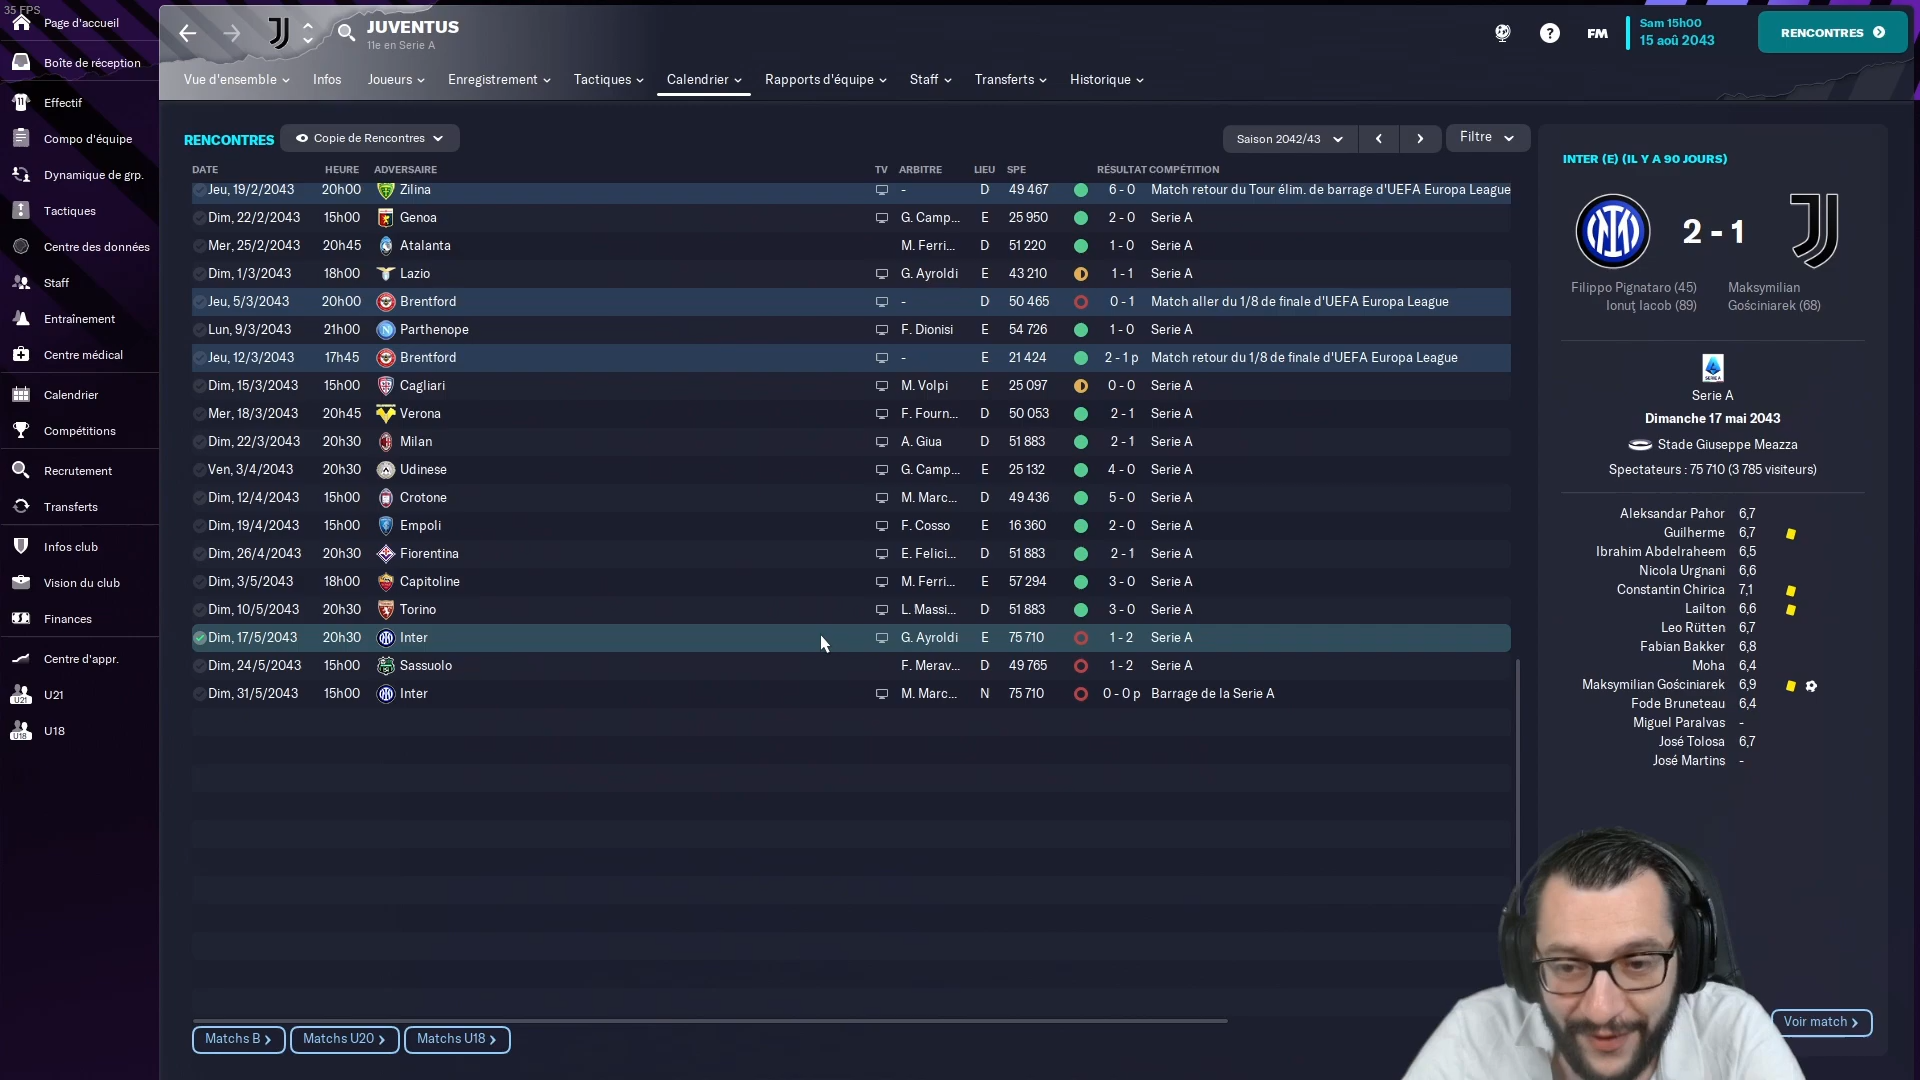 35 FPS
Page d'accueil
Boîte de réception
Effectif
Compo d'équipe
Dynamique de grp.
Tactiques
Centre des données
Staff
Entraînement
Centre médical
Calendrier
Compétitions
Recrutement
Transferts
Infos club
Vision du club
Finances
Centre d'appr.
U21
U18
JUVENTUS
11e en Serie A
FM
Sam 15h00
15 aoû 2043
RENCONTRES
Vue d'ensemble Infos Joueurs Enregistrement Tactiques Calendrier Rapports d'équipe Staff Transferts Historique
RENCONTRES Copie de Rencontres Saison 2042/43 Filtre
DATE HEURE ADVERSAIRE TV ARBITRE LIEU SPE RÉSULTAT COMPÉTITION
Jeu, 19/2/2043 20h00 Zilina - D 49 467 6 - 0 Match retour du Tour élim. de barrage d'UEFA Europa League
Dim, 22/2/2043 15h00 Genoa G. Camp... E 25 950 2 - 0 Serie A
Mer, 25/2/2043 20h45 Atalanta M. Ferri... D 51 220 1 - 0 Serie A
Dim, 1/3/2043 18h00 Lazio G. Ayroldi E 43 210 1 - 1 Serie A
Jeu, 5/3/2043 20h00 Brentford - D 50 465 0 - 1 Match aller du 1/8 de finale d'UEFA Europa League
Lun, 9/3/2043 21h00 Parthenope F. Dionisi E 54 726 1 - 0 Serie A
Jeu, 12/3/2043 17h45 Brentford - E 21 424 2 - 1 p Match retour du 1/8 de finale d'UEFA Europa League
Dim, 15/3/2043 15h00 Cagliari M. Volpi E 25 097 0 - 0 Serie A
Mer, 18/3/2043 20h45 Verona F. Fourn... D 50 053 2 - 1 Serie A
Dim, 22/3/2043 20h30 Milan A. Giua D 51 883 2 - 1 Serie A
Ven, 3/4/2043 20h30 Udinese G. Camp... E 25 132 4 - 0 Serie A
Dim, 12/4/2043 15h00 Crotone M. Marc... D 49 436 5 - 0 Serie A
Dim, 19/4/2043 15h00 Empoli F. Cosso E 16 360 2 - 0 Serie A
Dim, 26/4/2043 20h30 Fiorentina E. Felici... D 51 883 2 - 1 Serie A
Dim, 3/5/2043 18h00 Capitoline M. Ferri... E 57 294 3 - 0 Serie A
Dim, 10/5/2043 20h30 Torino L. Massi... D 51 883 3 - 0 Serie A
Dim, 17/5/2043 20h30 Inter G. Ayroldi E 75 710 1 - 2 Serie A
Dim, 24/5/2043 15h00 Sassuolo F. Merav... D 49 765 1 - 2 Serie A
Dim, 31/5/2043 15h00 Inter M. Marc... N 75 710 0 - 0 p Barrage de la Serie A
Matchs B Matchs U20 Matchs U18
INTER (E) (IL Y A 90 JOURS)
2 - 1
Filippo Pignataro (45) Maksymilian
Ionuţ Iacob (89) Gościniarek (68)
Serie A
Dimanche 17 mai 2043
Stade Giuseppe Meazza
Spectateurs : 75 710 (3 785 visiteurs)
Aleksandar Pahor 6,7
Guilherme 6,7
Ibrahim Abdelraheem 6,5
Nicola Urgnani 6,6
Constantin Chirica 7,1
Lailton 6,6
Leo Rütten 6,7
Fabian Bakker 6,8
Moha 6,4
Maksymilian Gościniarek 6,9
Fode Bruneteau 6,4
Miguel Paralvas -
José Tolosa 6,7
José Martins -
Voir match